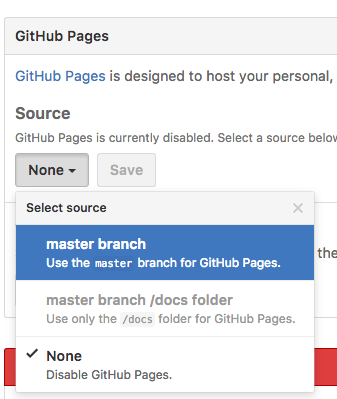 GitHub Pages
GitHub Pages is designed to host your personal,
Source
GitHub Pages is currently disabled. Select a source below
None Save
Select source
master branch
Use the master branch for GitHub Pages.
the
master branch /docs folder
Use only the /docs folder for GitHub Pages.
None
Disable GitHub Pages.